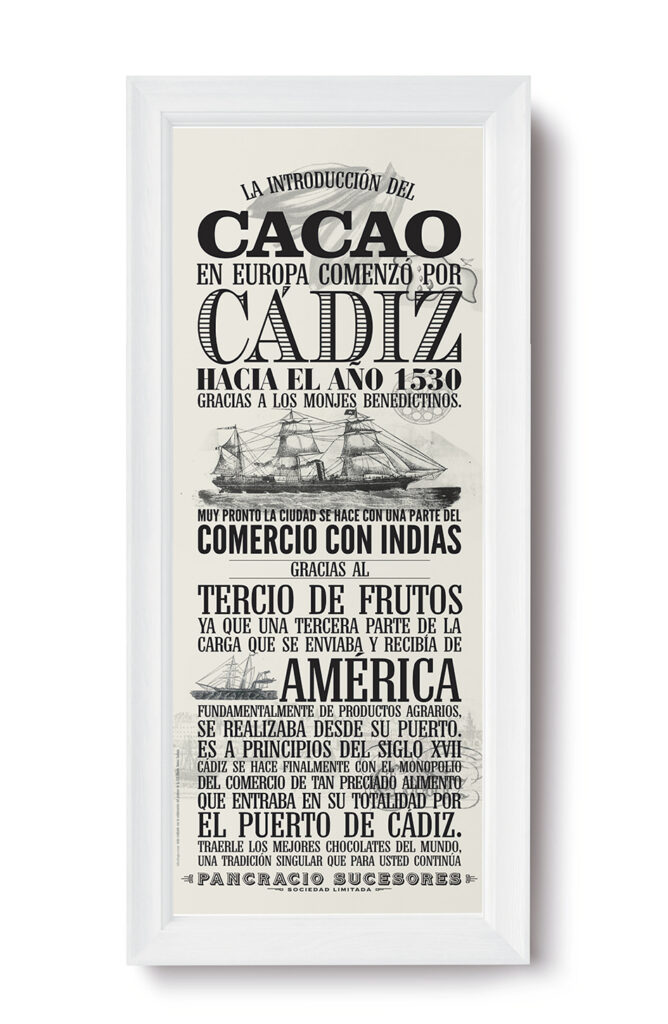 LA INTRODUCCIÓN DEL
CACAO
EN EUROPA COMENZÓ POR
CÁDIZ
HACIA EL AÑO 1530
GRACIAS A LOS MONJES BENEDICTINOS.
MUY PRONTO LA CIUDAD SE HACE CON UNA PARTE DEL
COMERCIO CON INDIAS
GRACIAS AL
TERCIO DE FRUTOS
YA QUE UNA TERCERA PARTE DE LA
CARGA QUE SE ENVIABA Y RECIBÍA DE
AMÉRICA
FUNDAMENTALMENTE DE PRODUCTOS AGRARIOS,
SE REALIZABA DESDE SU PUERTO.
ES A PRINCIPIOS DEL SIGLO XVII
CÁDIZ SE HACE FINALMENTE CON EL MONOPOLIO
DEL COMERCIO DE TAN PRECIADO ALIMENTO
QUE ENTRABA EN SU TOTALIDAD POR
EL PUERTO DE CÁDIZ.
TRAERLE LOS MEJORES CHOCOLATES DEL MUNDO,
UNA TRADICIÓN SINGULAR QUE PARA USTED CONTINÚA
PANCRACIO SUCESORES
SOCIEDAD LIMITADA